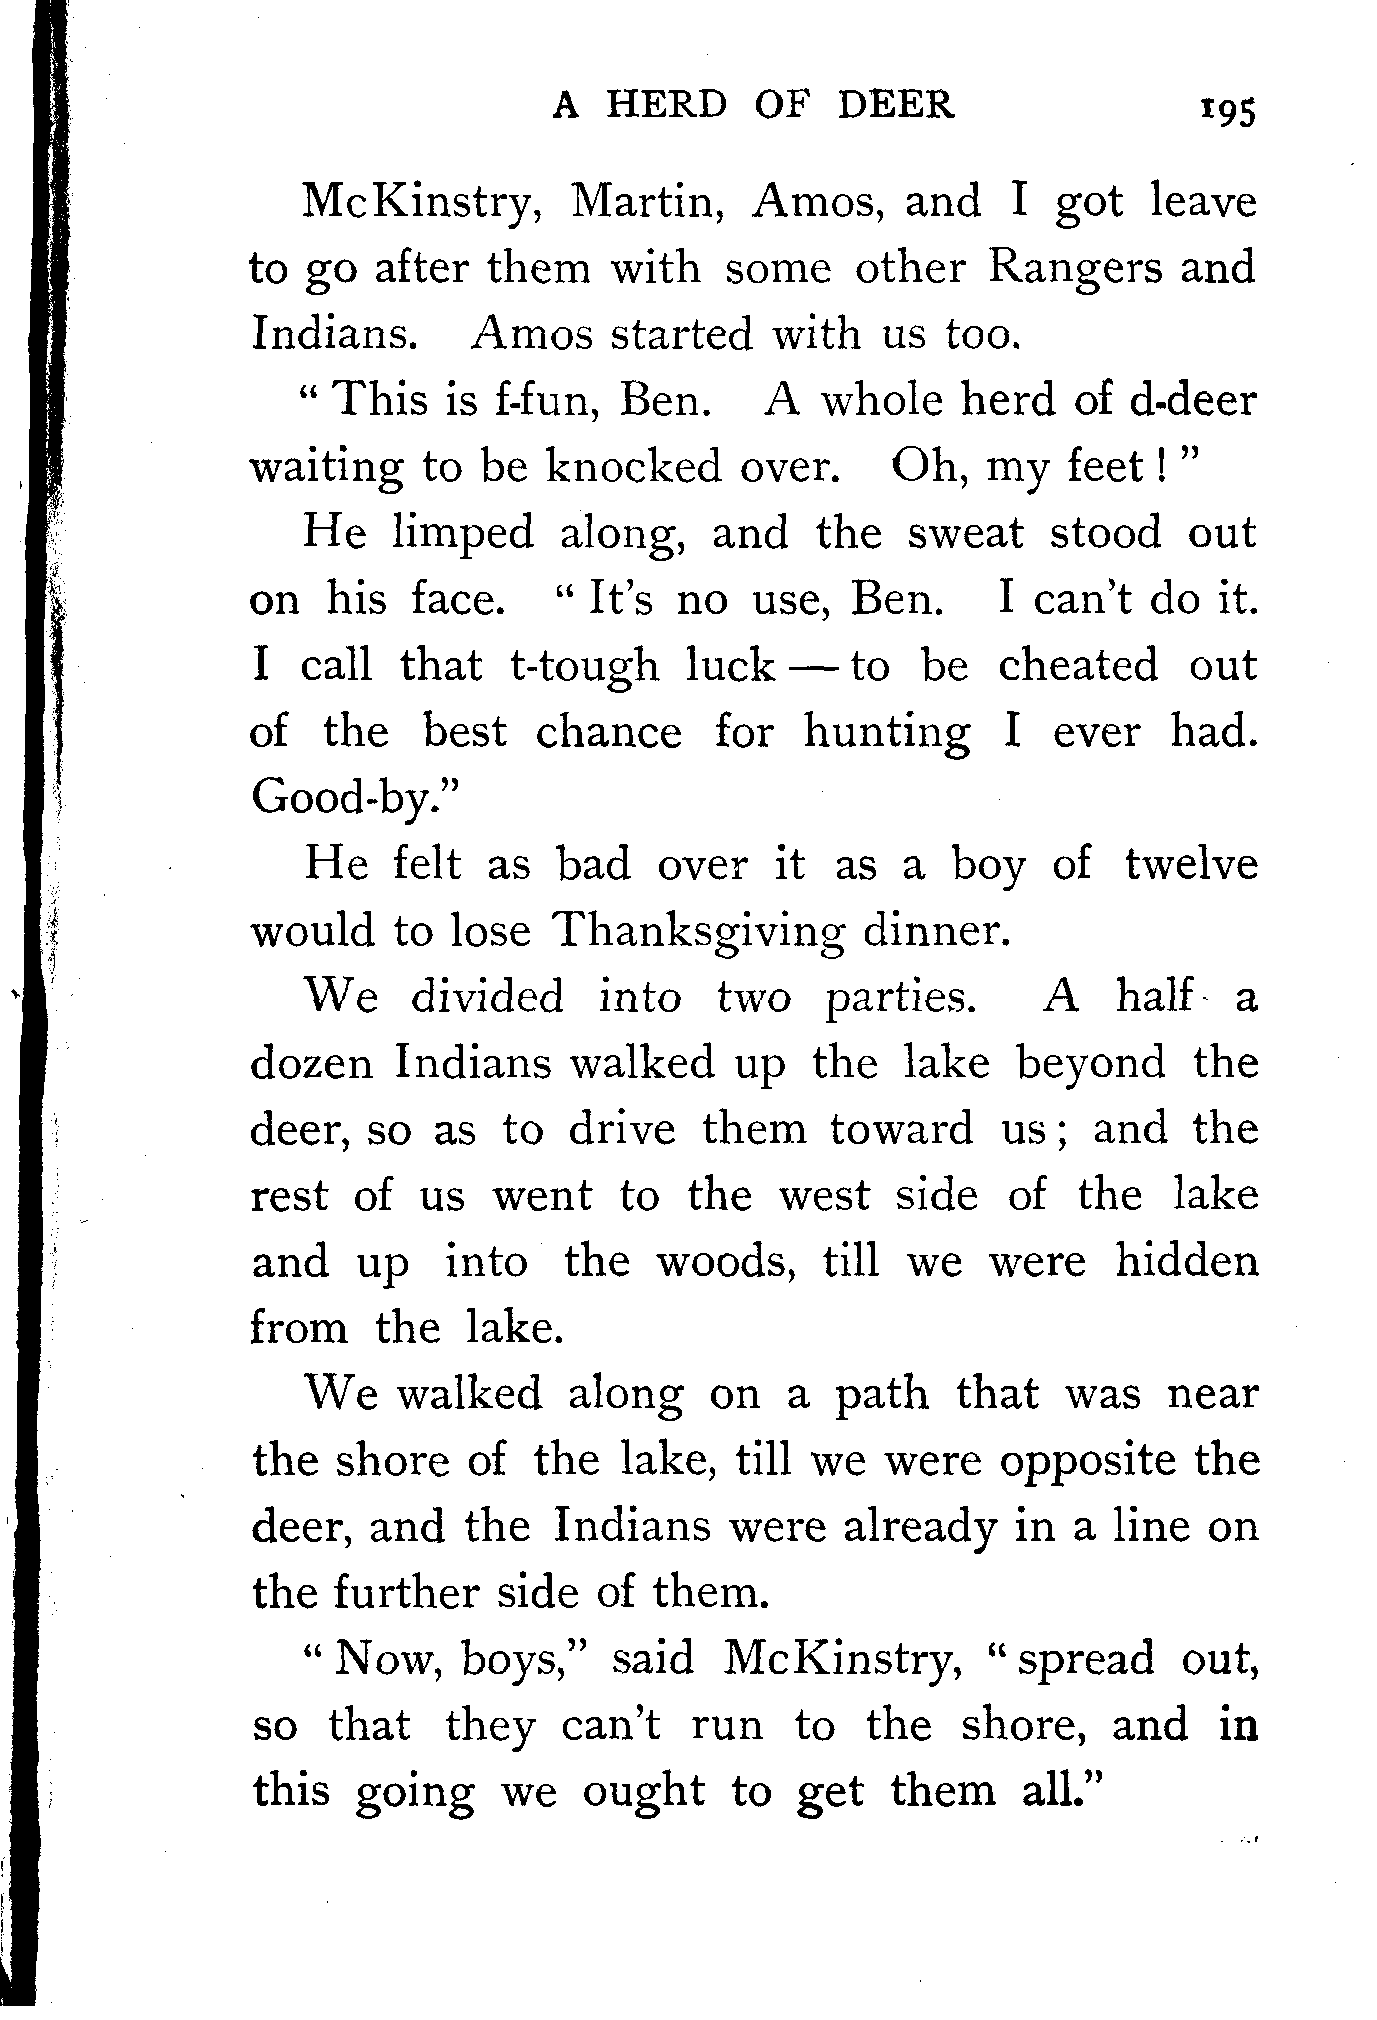 A HERD OF DEER 195
McKinstry, Martin, Amos, and I got leave
to go after them with some other Rangers and
Indians. Amos started with us too.
“ This is f-fun, Ben. A whole herd of d-deer
waiting to be knocked over. Oh, my feet ! ”
He limped along, and the sweat stood out
on his face. “ It’s no use, Ben. I can’t do it.
I call that t-tough luck — to be cheated out
of the best chance for hunting I ever had.
Good-by.”
He felt as bad over it as a boy of twelve
would to lose Thanksgiving dinner.
We divided into two parties. A half a
dozen Indians walked up the lake beyond the
deer, so as to drive them toward us ; and the
rest of us went to the west side of the lake
and up into the woods, till we were hidden
from the lake.
We walked along on a path that was near
the shore of the lake, till we were opposite the
deer, and the Indians were already in a line on
the further side of them.
“ Now, boys,” said McKinstry, “ spread out,
so that they can’t run to the shore, and in
this going we ought to get them all.”